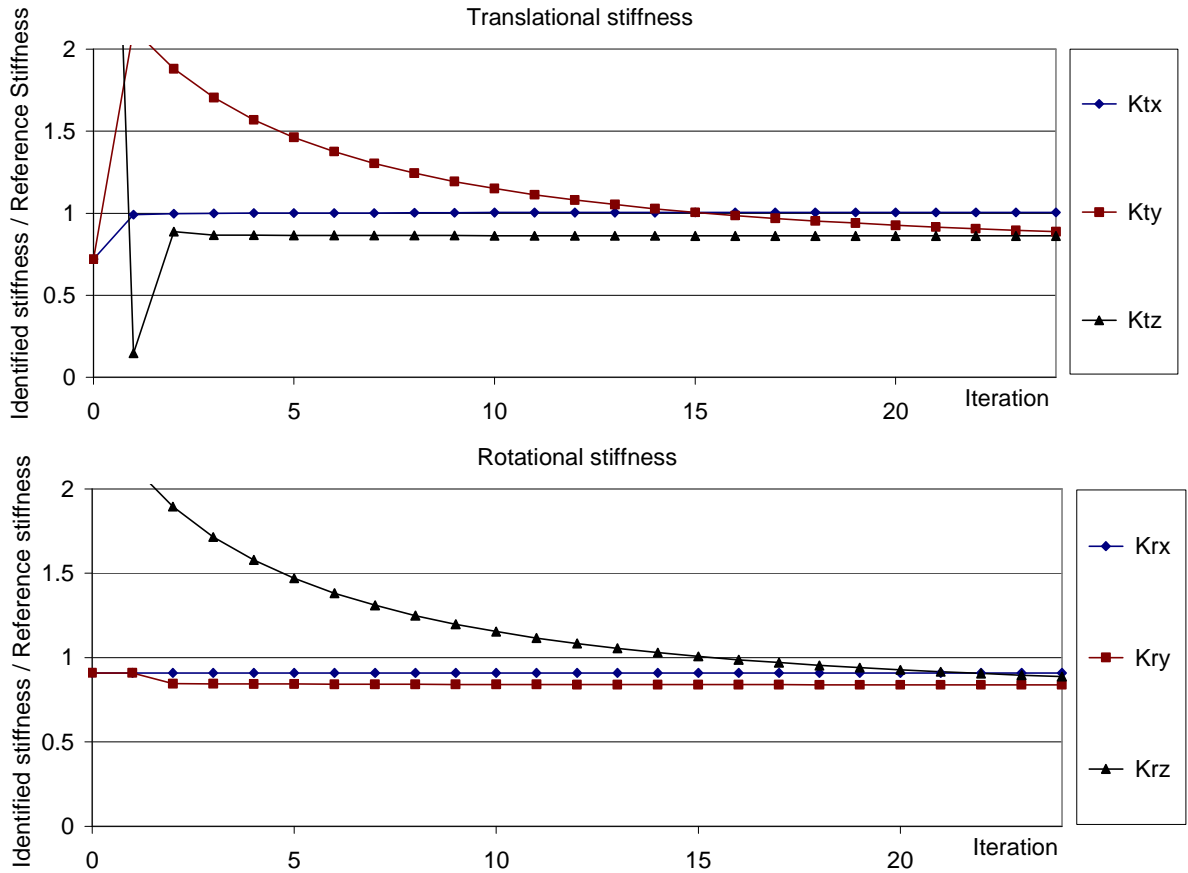 Translational stiffness
Identified stiffness / Reference Stiffness
2
1.5
1
0.5
0
0
5
10
15
20
Iteration
Ktx
Kty
Ktz
Rotational stiffness
Identified stiffness / Reference stiffness
2
1.5
1
0.5
0
0
5
10
15
20
Iteration
Krx
Kry
Krz